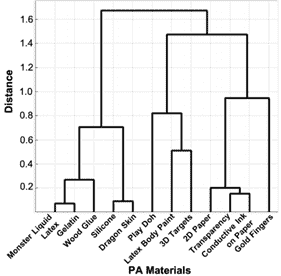 1.6
1.4
1.2
1.0
0.8
0.6
0.4
0.2
Distance
Monster Liquid
Latex
Gelatin
Wood Glue
Silicone
Dragon Skin
Play Doh
Latex Body Paint
3D Targets
2D Paper
Transparency
Conductive Ink
on Paper
Gold Fingers
PA Materials